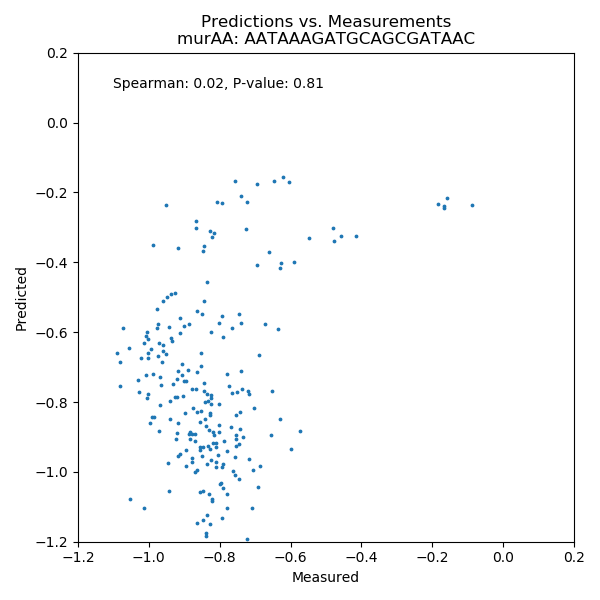 Predictions vs. Measurements
murAA: AATAAAGATGCAGCGATAAC
Spearman: 0.02, P-value: 0.81
0.2
0.0
−0.2
−0.4
−0.6
−0.8
−1.0
−1.2
Predicted
−1.2 −1.0 −0.8 −0.6 −0.4 −0.2 0.0 0.2
Measured